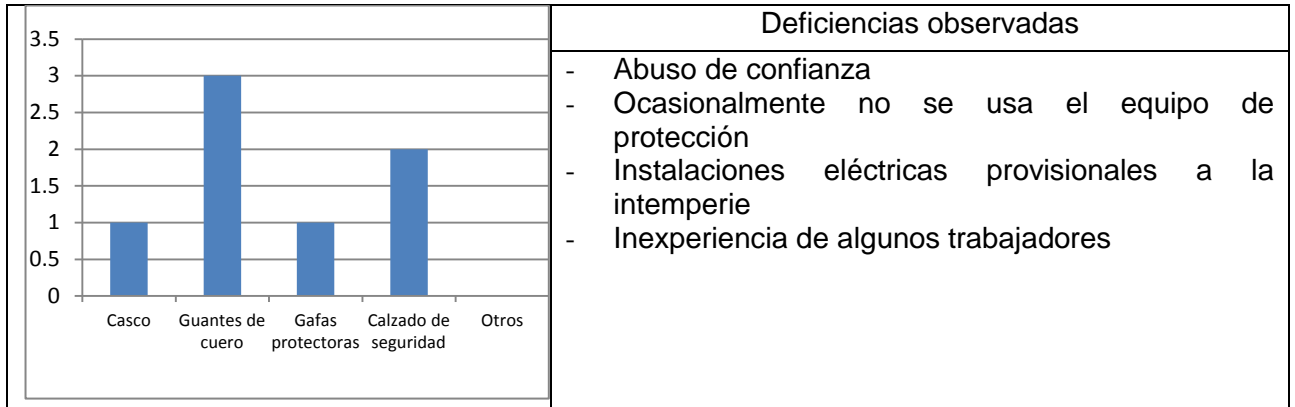 3.5
3
2.5
2
1.5
1
0.5
0
Casco
Guantes de
cuero
Gafas
protectoras
Calzado de
seguridad
Otros
Deficiencias observadas
- Abuso de confianza
- Ocasionalmente no se usa el equipo de
protección
- Instalaciones eléctricas provisionales a la
intemperie
- Inexperiencia de algunos trabajadores